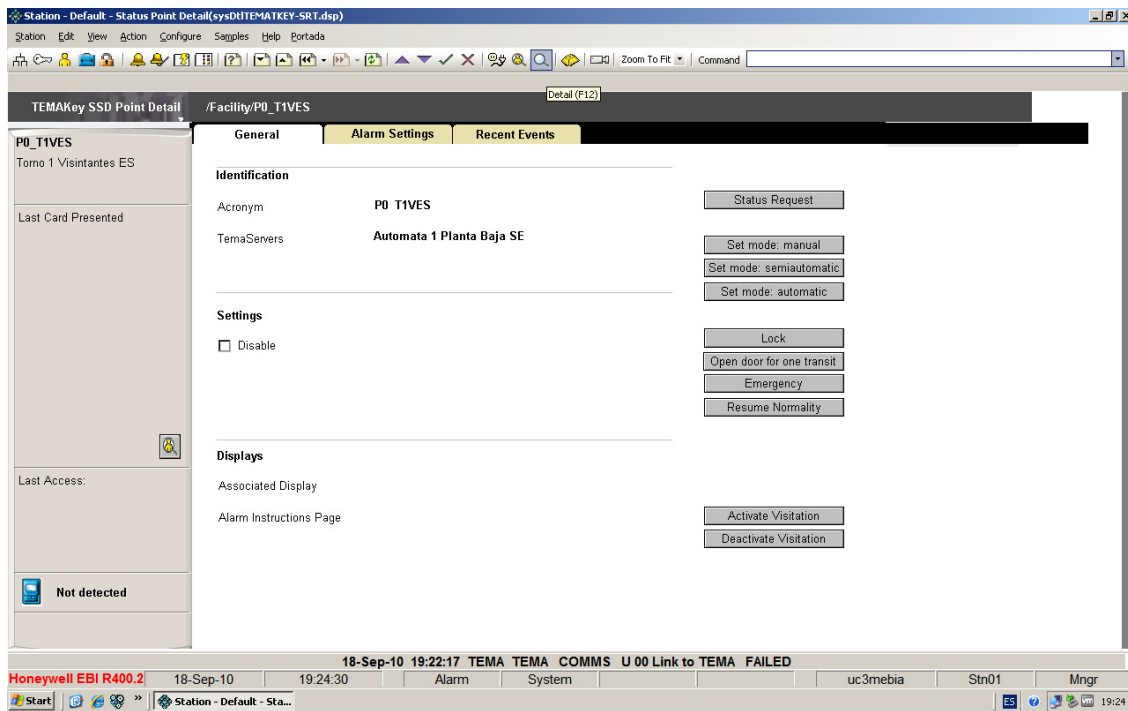 Station - Default - Status Point Detail(sysDtlTEMATKEY-SRT.dsp)
Station Edit View Action Configure Samples Help Portada
Zoom To Fit Command
Detail (F12)
TEMAKey SSD Point Detail /Facility/P0_T1VES
General Alarm Settings Recent Events
P0_T1VES
Torno 1 Visintantes ES
Identification
Acronym P0_T1VES Status Request
Last Card Presented
TemaServers Automata 1 Planta Baja SE
Set mode: manual
Set mode: semiautomatic
Set mode: automatic
Settings
Disable
Lock
Open door for one transit
Emergency
Resume Normality
Displays
Last Access:
Associated Display
Alarm Instructions Page Activate Visitation
Deactivate Visitation
Not detected
18-Sep-10 19:22:17 TEMA TEMA COMMS U 00 Link to TEMA FAILED
Honeywell EBI R400.2 18-Sep-10 19:24:30 Alarm System uc3mebia Stn01 Mngr
Start » Station - Default - Sta... ES 19:24